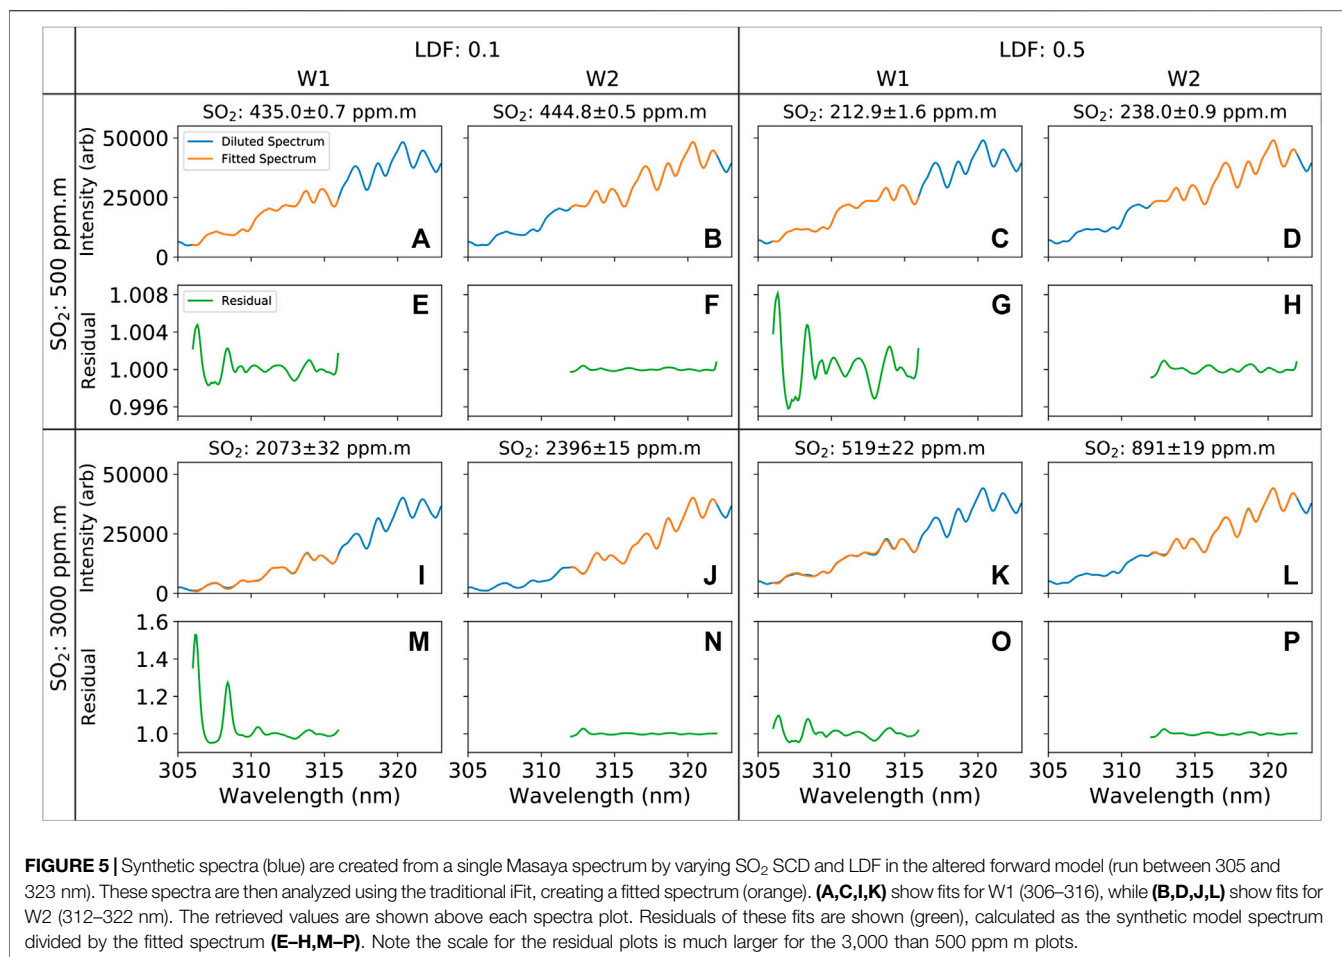 LDF: 0.1
LDF: 0.5
W1
W2
W1
W2
SO₂: 500 ppm.m
SO₂: 435.0±0.7 ppm.m
SO₂: 444.8±0.5 ppm.m
SO₂: 212.9±1.6 ppm.m
SO₂: 238.0±0.9 ppm.m
Intensity (arb)
50000
25000
0
Diluted Spectrum
Fitted Spectrum
A
B
C
D
Residual
1.008
1.004
1.000
0.996
Residual
E
F
G
H
SO₂: 3000 ppm.m
SO₂: 2073±32 ppm.m
SO₂: 2396±15 ppm.m
SO₂: 519±22 ppm.m
SO₂: 891±19 ppm.m
Intensity (arb)
50000
25000
0
I
J
K
L
Residual
1.6
1.4
1.2
1.0
M
N
O
P
305 310 315 320
305 310 315 320
305 310 315 320
305 310 315 320
Wavelength (nm)
Wavelength (nm)
Wavelength (nm)
Wavelength (nm)
FIGURE 5 | Synthetic spectra (blue) are created from a single Masaya spectrum by varying SO₂ SCD and LDF in the altered forward model (run between 305 and
323 nm). These spectra are then analyzed using the traditional iFit, creating a fitted spectrum (orange). (A,C,I,K) show fits for W1 (306–316), while (B,D,J,L) show fits for
W2 (312–322 nm). The retrieved values are shown above each spectra plot. Residuals of these fits are shown (green), calculated as the synthetic model spectrum
divided by the fitted spectrum (E–H,M–P). Note the scale for the residual plots is much larger for the 3,000 than 500 ppm m plots.